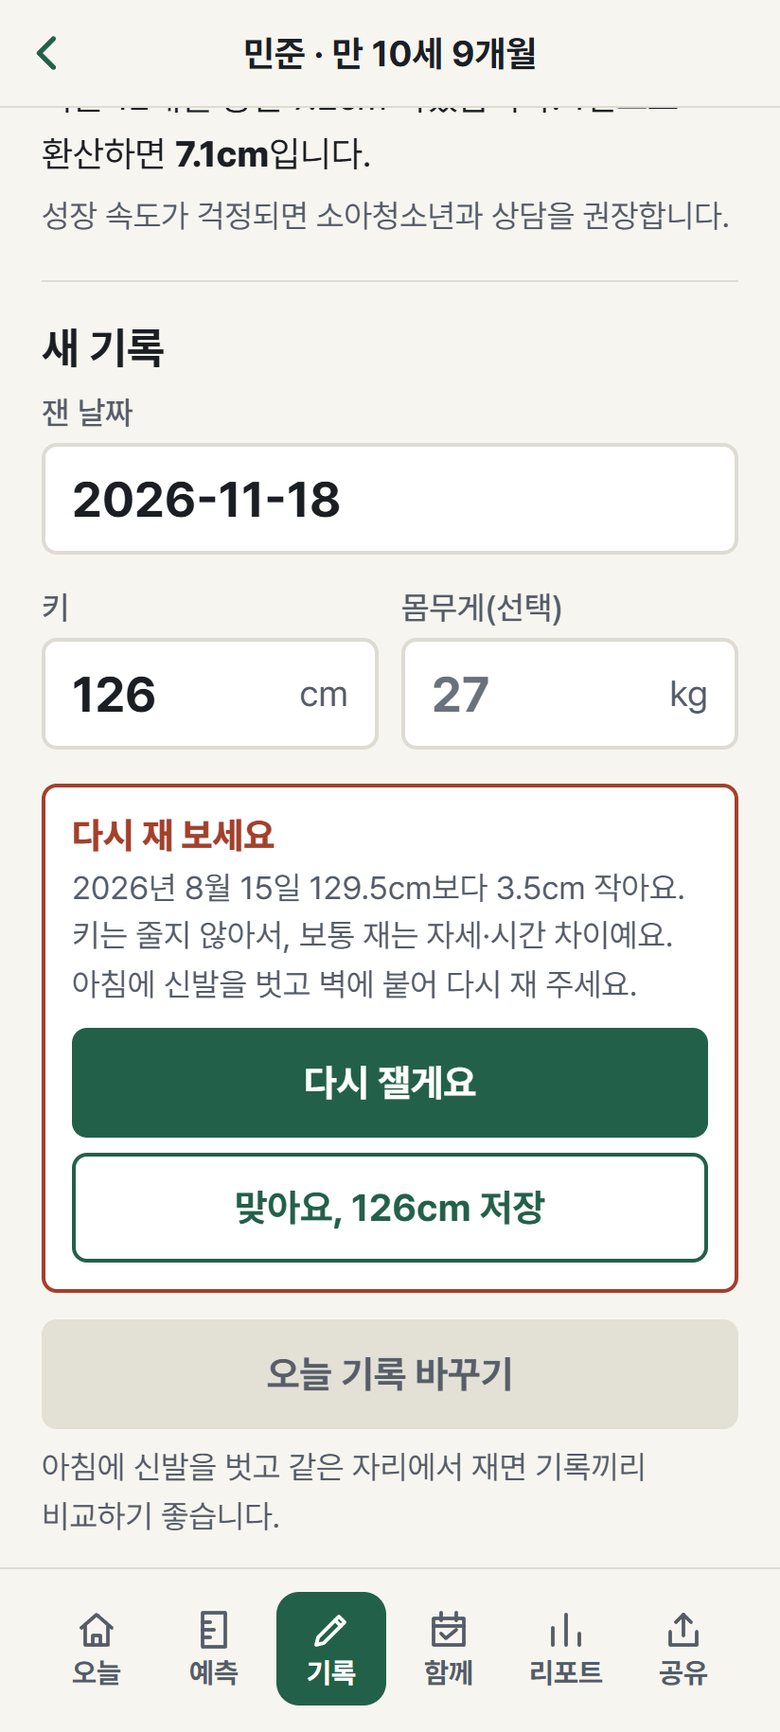 민준 · 만 10세 9개월
환산하면 7.1cm입니다.
성장 속도가 걱정되면 소아청소년과 상담을 권장합니다.
새 기록
잰 날짜
2026-11-18
키
몸무게(선택)
126 cm
27 kg
다시 재 보세요
2026년 8월 15일 129.5cm보다 3.5cm 작아요.
키는 줄지 않아서, 보통 재는 자세·시간 차이예요.
아침에 신발을 벗고 벽에 붙어 다시 재 주세요.
다시 잴게요
맞아요, 126cm 저장
오늘 기록 바꾸기
아침에 신발을 벗고 같은 자리에서 재면 기록끼리
비교하기 좋습니다.
오늘
예측
기록
함께
리포트
공유